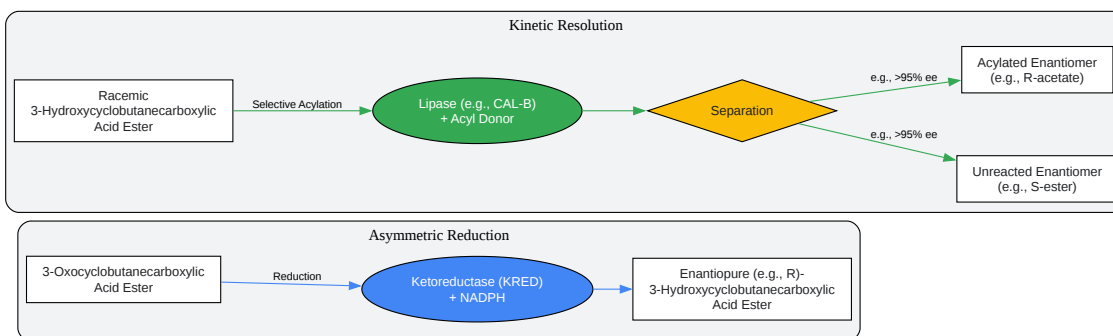 Kinetic Resolution
Racemic
3-Hydroxycyclobutanecarboxylic
Acid Ester
Selective Acylation
Lipase (e.g., CAL-B)
+ Acyl Donor
Separation
e.g., >95% ee
Acylated Enantiomer
(e.g., R-acetate)
e.g., >95% ee
Unreacted Enantiomer
(e.g., S-ester)
Asymmetric Reduction
3-Oxocyclobutanecarboxylic
Acid Ester
Reduction
Ketoreductase (KRED)
+ NADPH
Enantiopure (e.g., R)-
3-Hydroxycyclobutanecarboxylic
Acid Ester